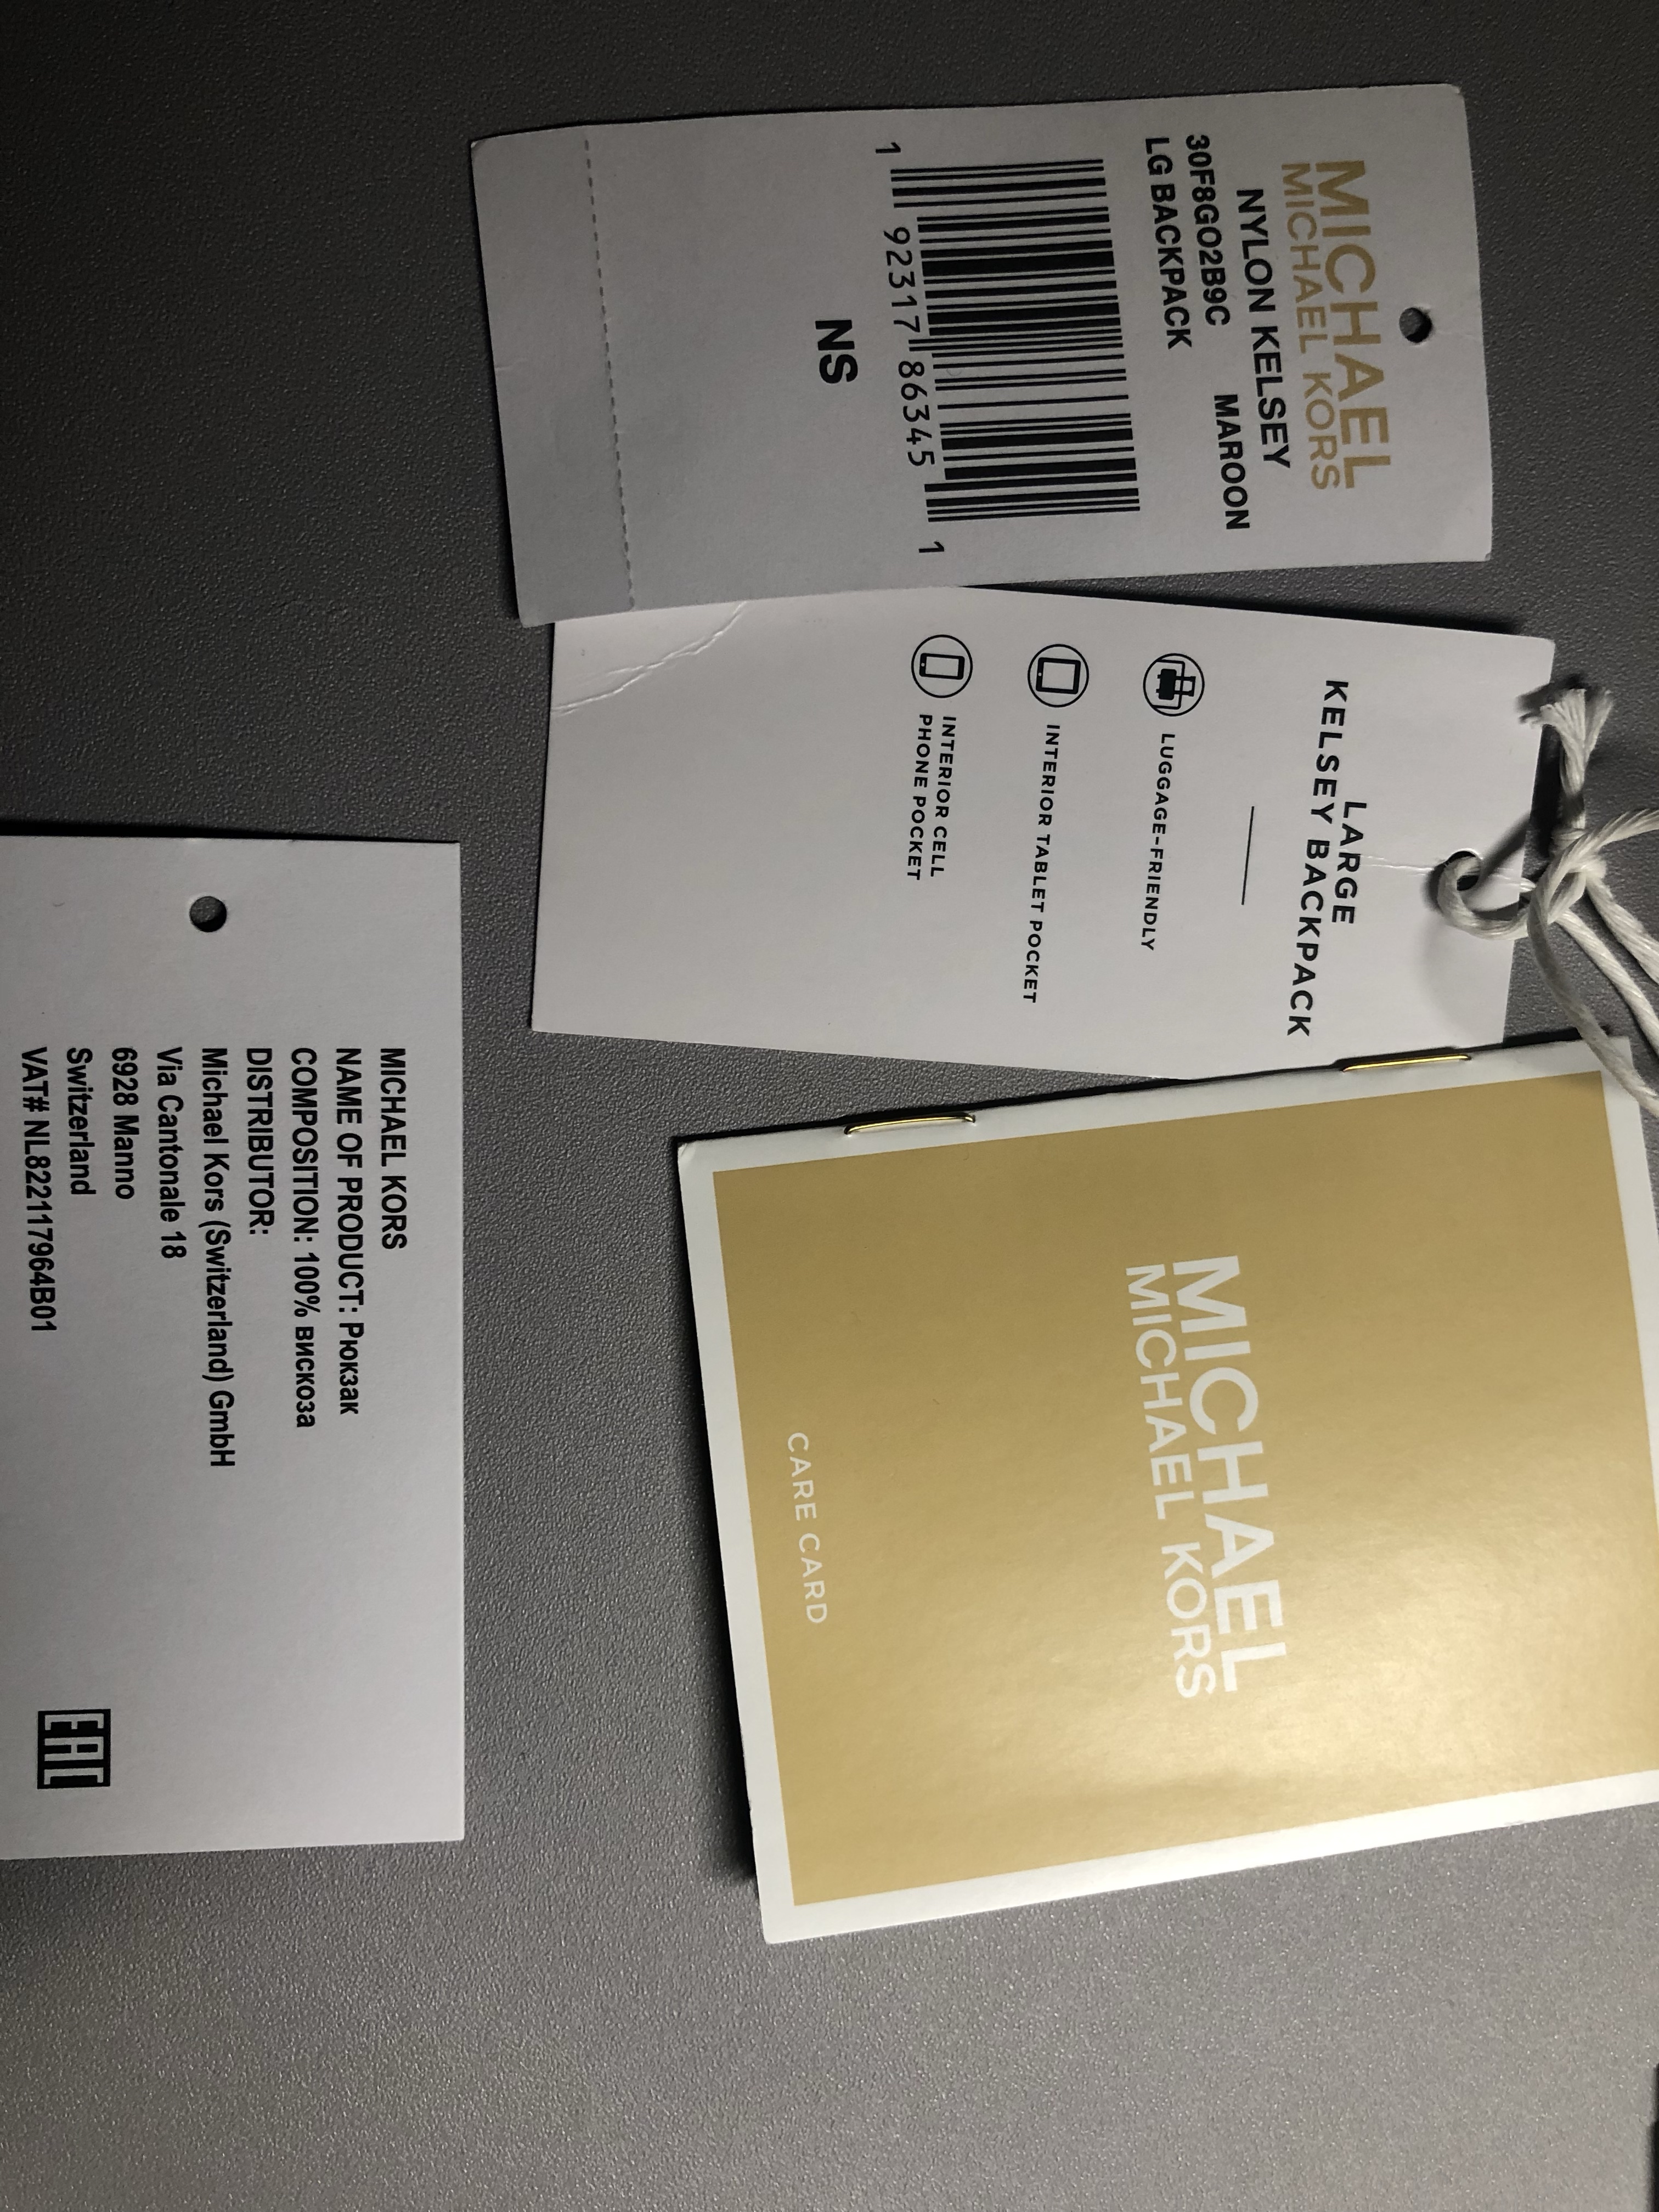 MICHAEL
MICHAEL KORS
NYLON KELSEY
30F8GO2B9C MAROON
LG BACKPACK
1 92317 86345 1
NS
LARGE
KELSEY BACKPACK
LUGGAGE-FRIENDLY
INTERIOR TABLET POCKET
INTERIOR CELL
PHONE POCKET
MICHAEL
MICHAEL KORS
CARE CARD
MICHAEL KORS
NAME OF PRODUCT: Рюкзак
COMPOSITION: 100% вискоза
DISTRIBUTOR:
Michael Kors (Switzerland) GmbH
Via Cantonale 18
6928 Manno
Switzerland
VAT# NL822117964B01
EAC